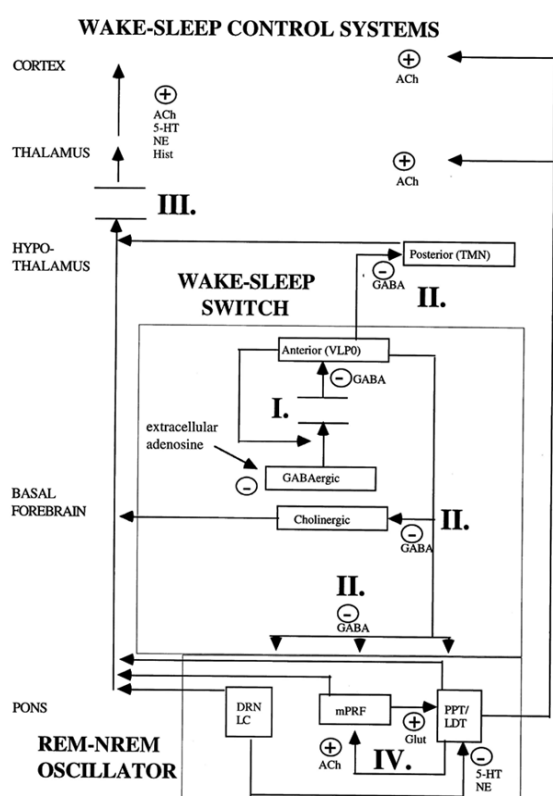 WAKE-SLEEP CONTROL SYSTEMS
CORTEX
+
ACh
+
ACh
5-HT
NE
Hist
THALAMUS
+
ACh
III.
HYPO-
THALAMUS
Posterior (TMN)
-
GABA
II.
WAKE-SLEEP
SWITCH
Anterior (VLP0)
-
GABA
I.
extracellular
adenosine
-
GABAergic
BASAL
FOREBRAIN
Cholinergic
-
GABA
II.
II.
-
GABA
PONS
DRN
LC
mPRF
PPT/
LDT
+
Glut
REM-NREM
OSCILLATOR
+
ACh
IV.
-
5-HT
NE